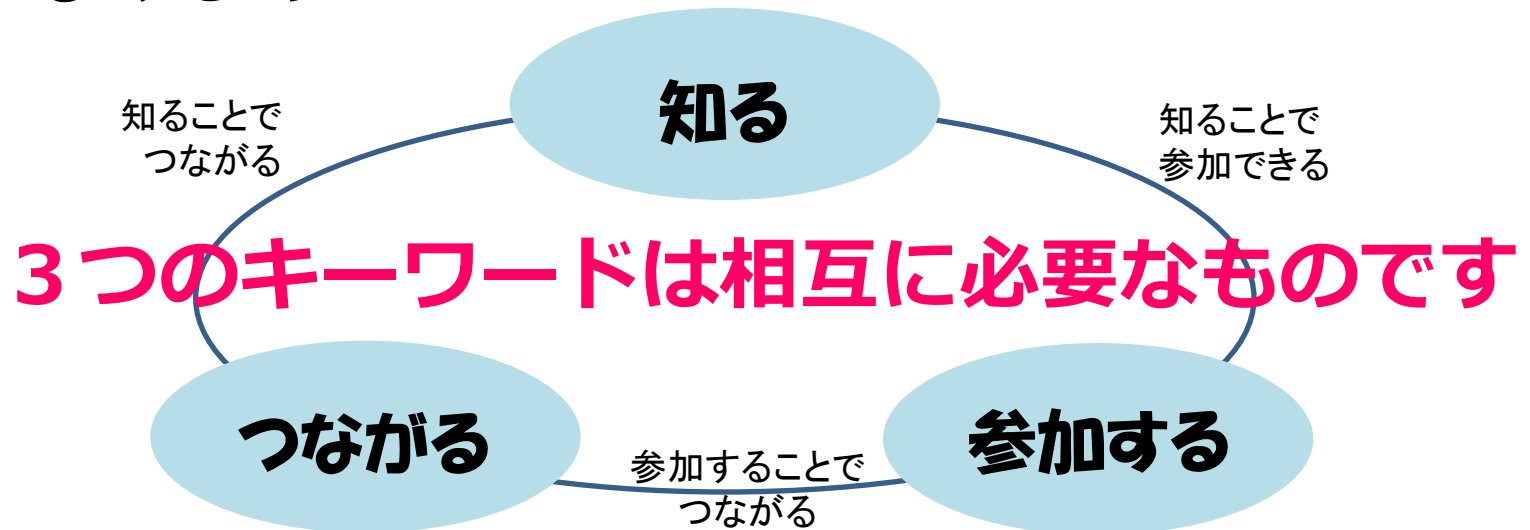 知る
知ることで
つながる
知ることで
参加できる
３つのキーワードは相互に必要なものです
つながる
参加する
参加することで
つながる